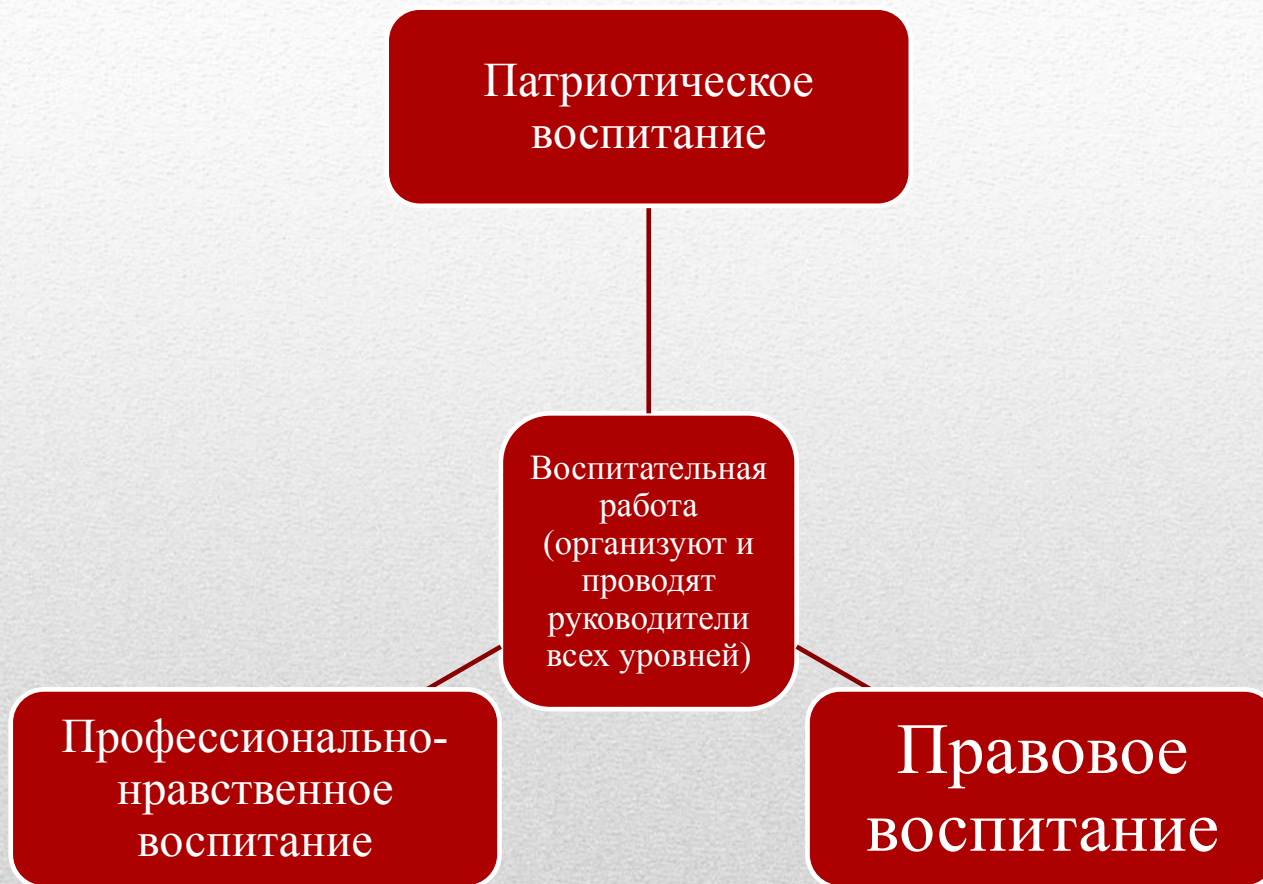 Патриотическое
воспитание
Воспитательная
работа
(организуют и
проводят
руководители
всех уровней)
Профессионально-
нравственное
воспитание
Правовое
воспитание